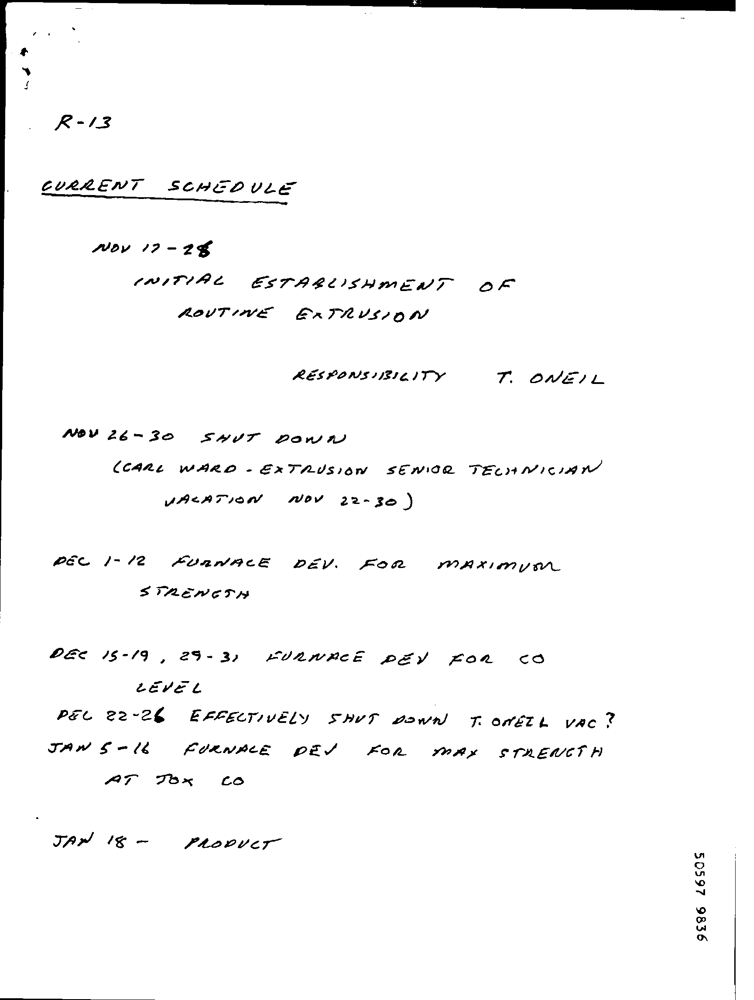 R-13
CURRENT SCHEDULE
NOV 17-28
INITIAL ESTABLISHMENT OF
ROUTINE EXTRUSION
RESPONSIBILITY T. ONEIL
NOV 26-30 SHUT DOWN
(CARL WARD - EXTRUSION SENIOR TECHNICIAN
VACATION NOV 22-30)
DEC 1-12 FURNACE DEV. FOR MAXIMUM
STRENGTH
DEC 15-19, 29-31 FURNACE DEV FOR CO
LEVEL
DEC 22-26 EFFECTIVELY SHUT DOWN T. ONEIL VAC?
JAN 5-16 FURNACE DEV FOR MAX STRENGTH
AT CO
JAN 18 - PRODUCT
50597 9836